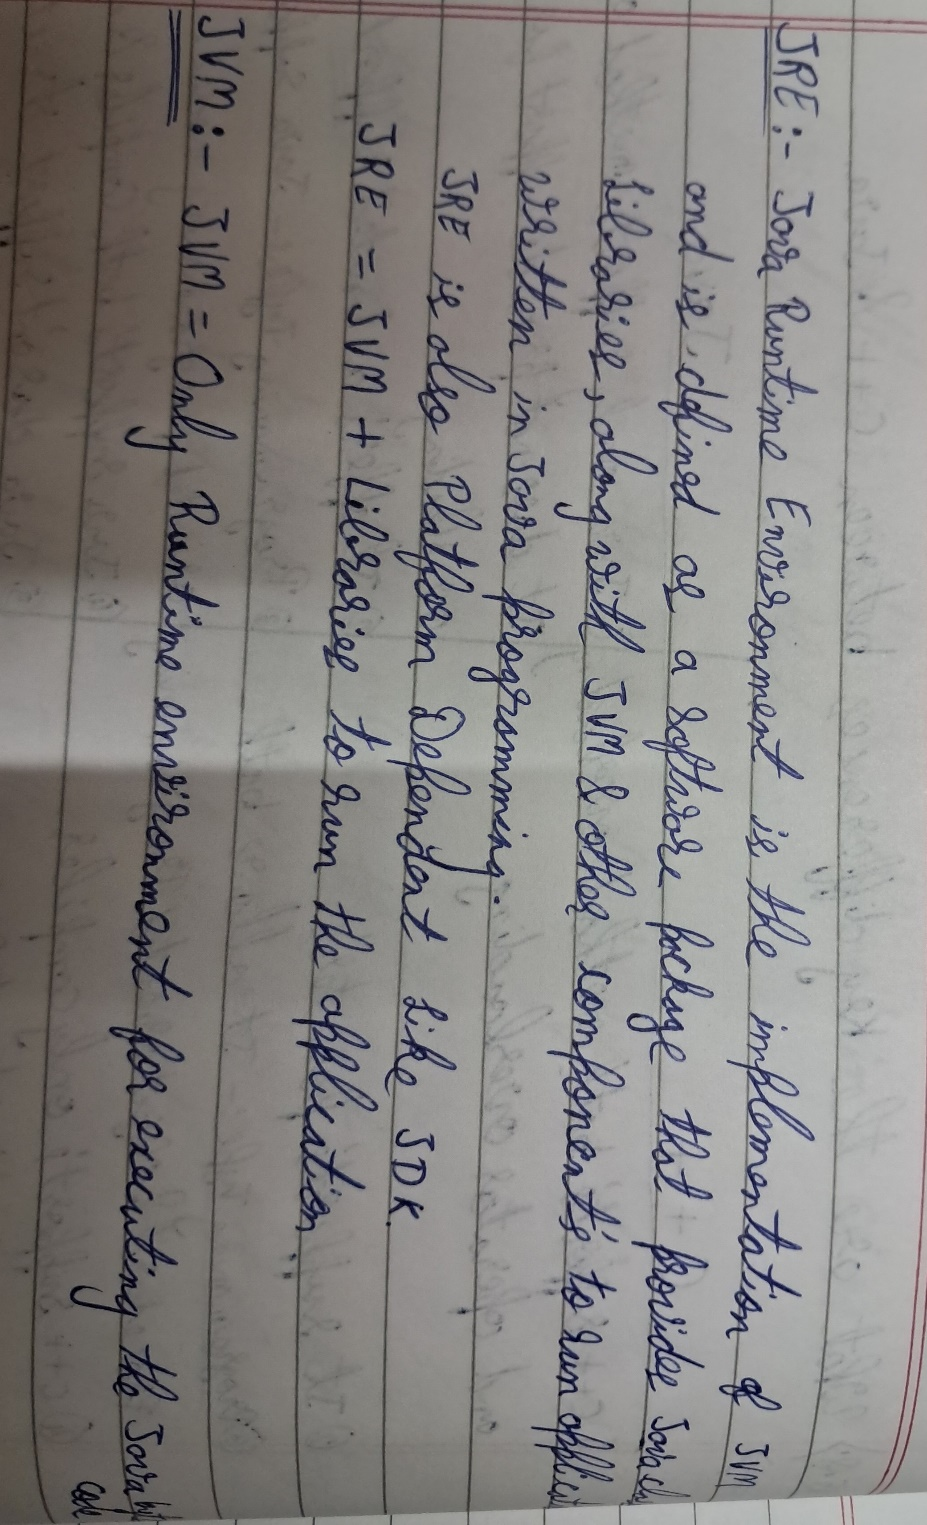 JRE:- Java Runtime Environment is the implementation of JVM
and is defined as a software package that provides Java
Libraries, along with JVM & other components to run
written in Java programming.
JRE is also Platform Dependent Like JDK
JRE = JVM + Libraries to run the application
JVM:- JVM = Only Runtime environment for executing the Java
code